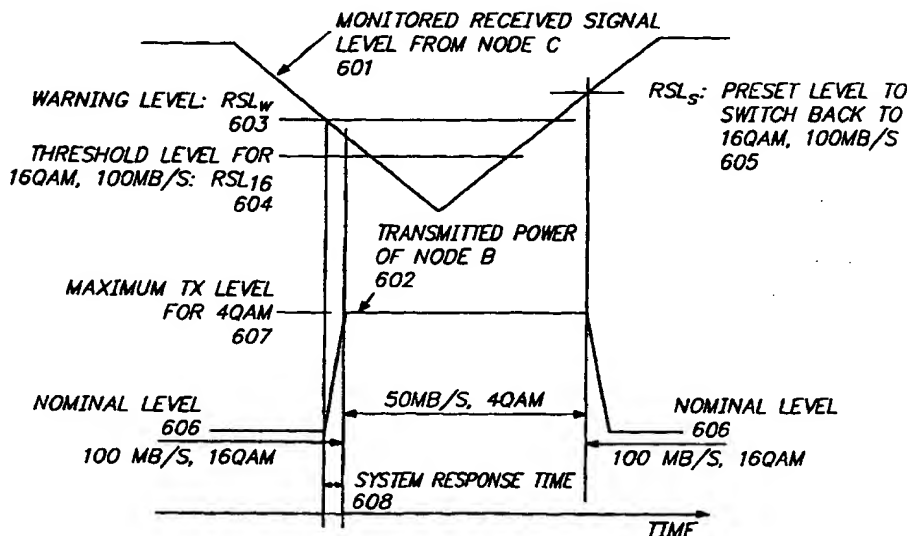 MONITORED RECEIVED SIGNAL
LEVEL FROM NODE C
601
WARNING LEVEL: RSLW
603
RSLS: PRESET LEVEL TO
SWITCH BACK TO
16QAM, 100MB/S
605
THRESHOLD LEVEL FOR
16QAM, 100MB/S: RSL16
604
TRANSMITTED POWER
OF NODE B
602
MAXIMUM TX LEVEL
FOR 4QAM
607
50MB/S, 4QAM
NOMINAL LEVEL
606
100 MB/S, 16QAM
NOMINAL LEVEL
606
100 MB/S, 16QAM
SYSTEM RESPONSE TIME
608
TIME